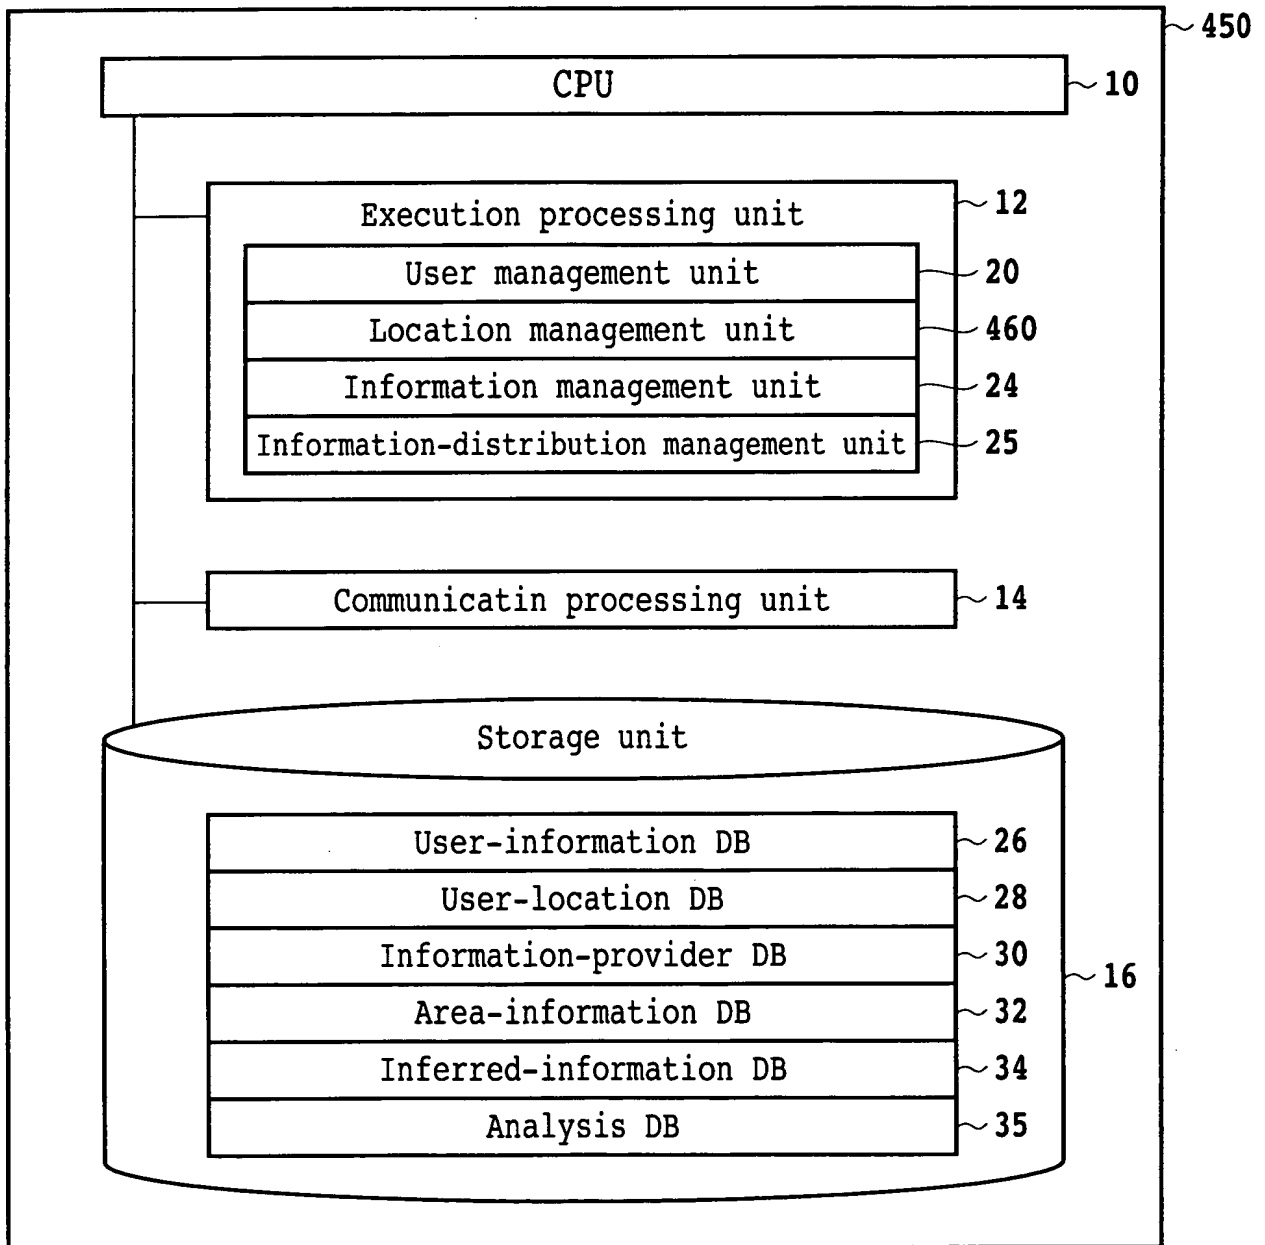 450
CPU 10
Execution processing unit 12
User management unit 20
Location management unit 460
Information management unit 24
Information-distribution management unit 25
Communicatin processing unit 14
Storage unit
User-information DB 26
User-location DB 28
Information-provider DB 30
16
Area-information DB 32
Inferred-information DB 34
Analysis DB 35